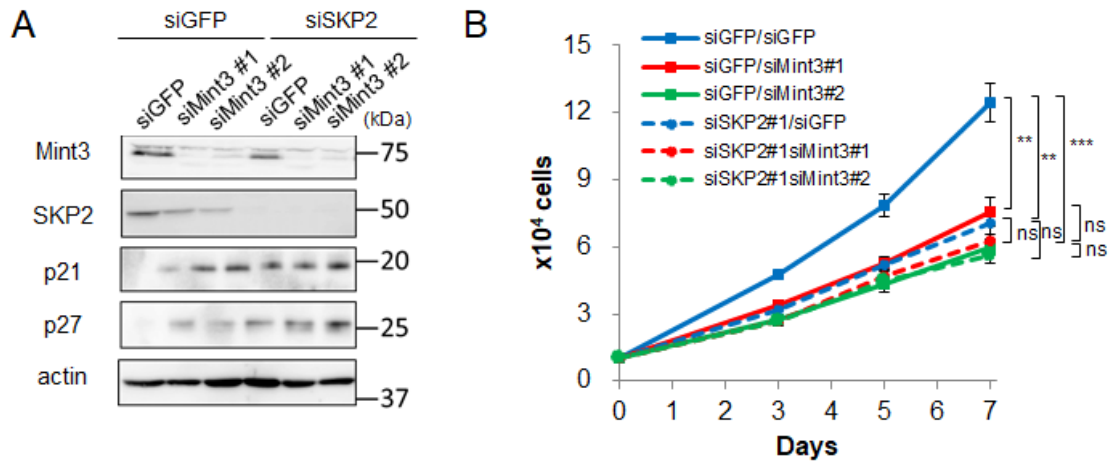 A
siGFP siSKP2
siGFP siMint3 #1 siMint3 #2 siGFP siMint3 #1 siMint3 #2
(kDa)
Mint3 75
SKP2 50
p21 20
p27 25
actin 37
B
siGFP/siGFP
siGFP/siMint3#1
siGFP/siMint3#2
siSKP2#1/siGFP
siSKP2#1siMint3#1
siSKP2#1siMint3#2
x10⁴ cells
15
12
9
6
3
0
0 1 2 3 4 5 6 7
Days
** ** ***
ns ns ns
ns